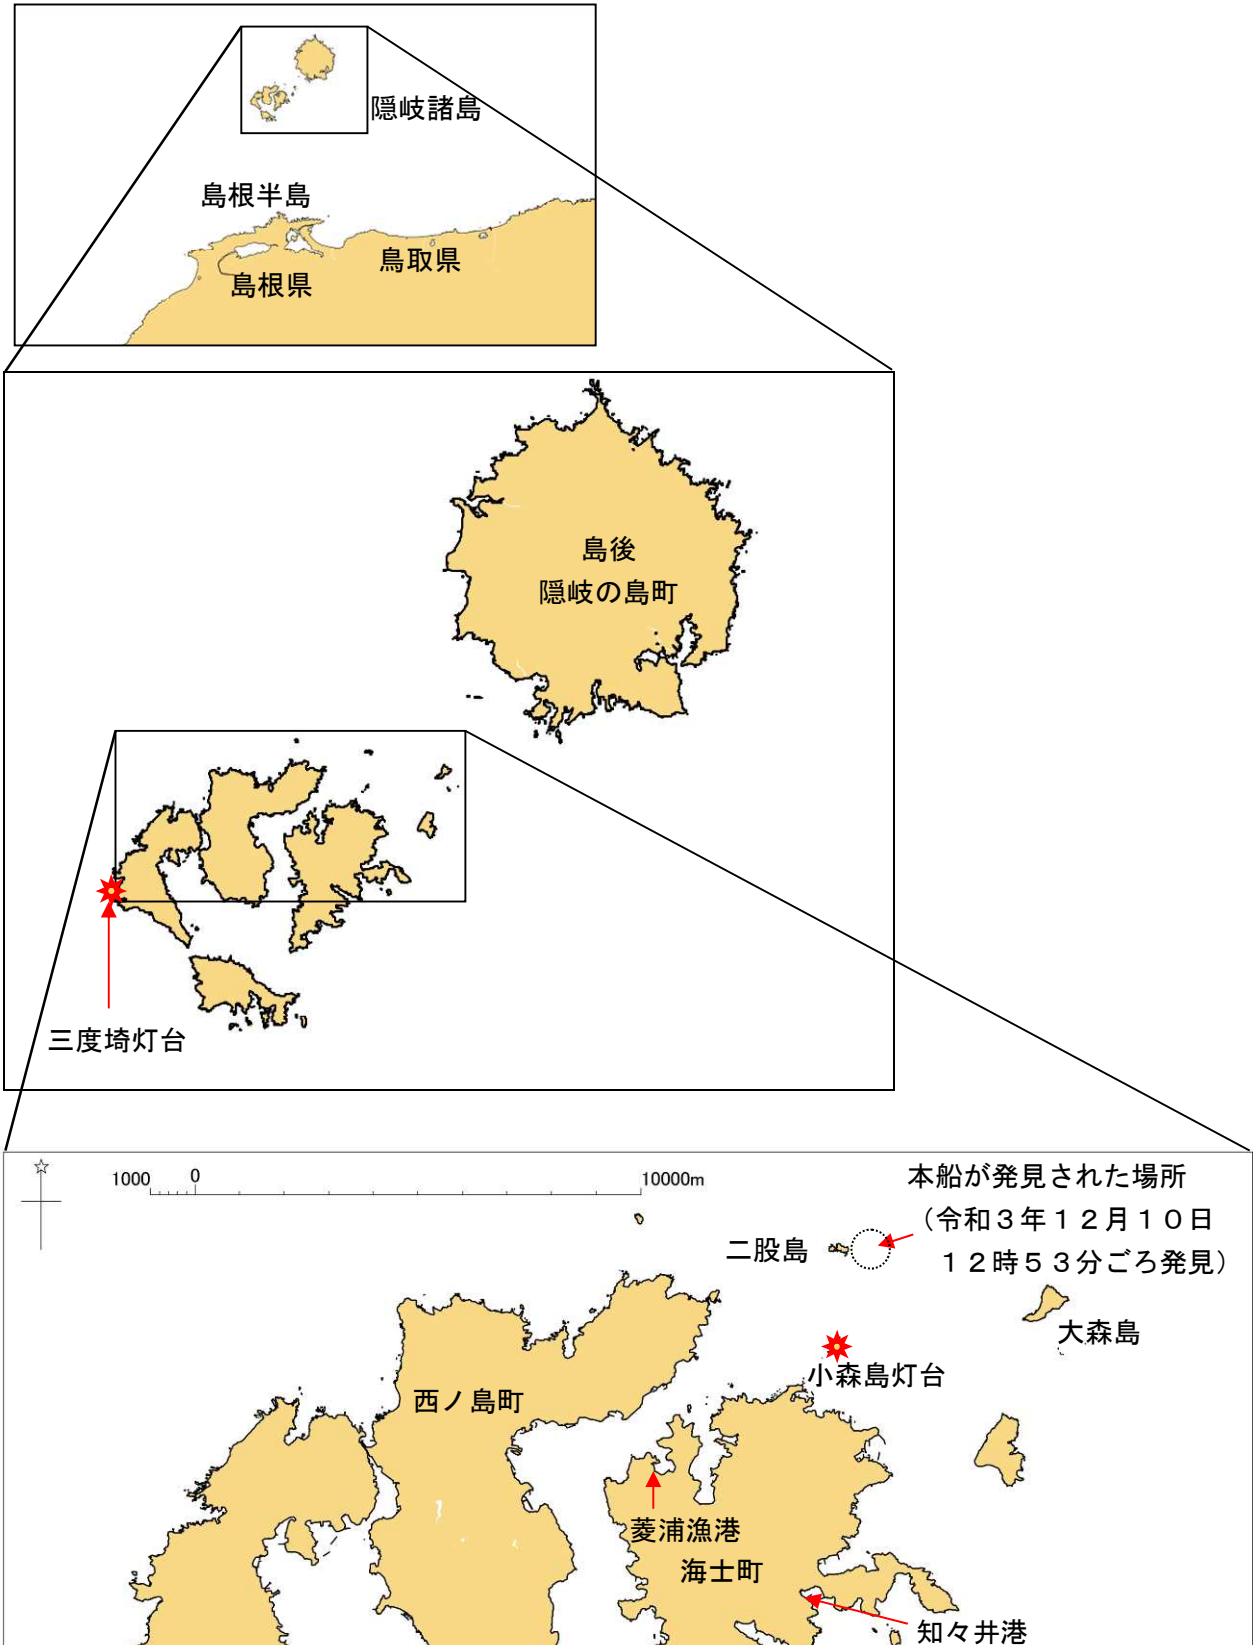 隠岐諸島
島根半島
鳥取県
島根県
島後
隠岐の島町
三度埼灯台
1000 0 10000m
本船が発見された場所
（令和３年１２月１０日
１２時５３分ごろ発見）
二股島
大森島
小森島灯台
西ノ島町
菱浦漁港
海士町
知々井港